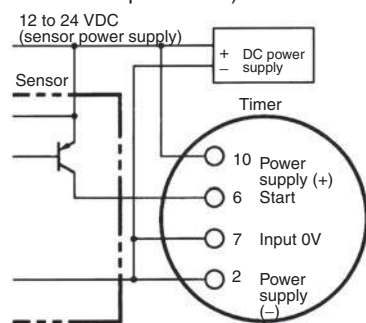 12 to 24 VDC
(sensor power supply)
+ DC power
− supply
Sensor
Timer
10 Power
supply (+)
6 Start
7 Input 0V
2 Power
supply
(−)